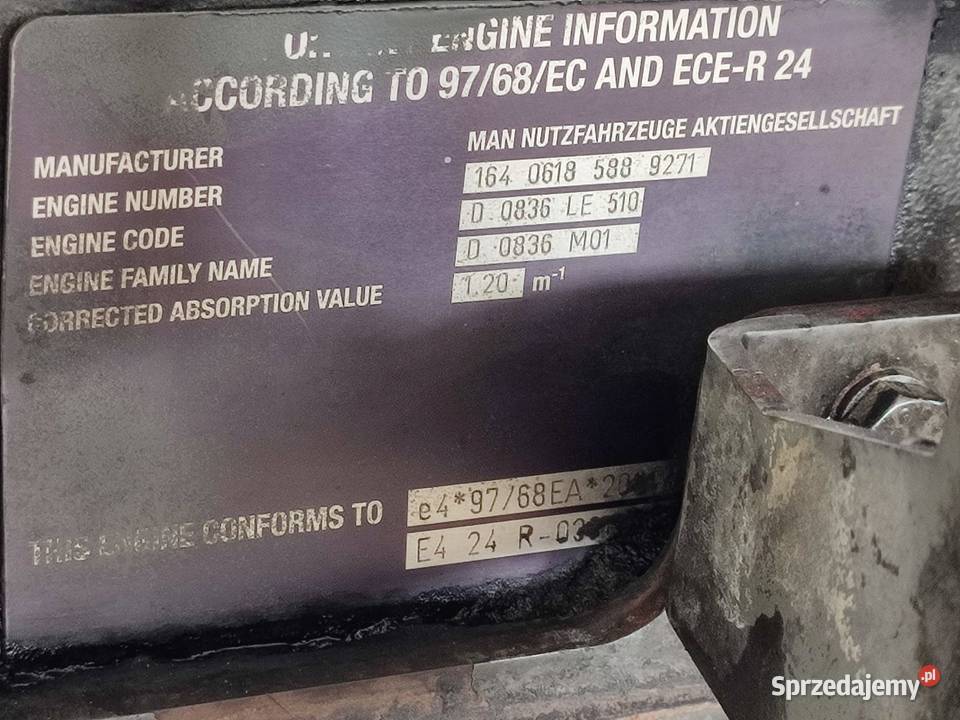 ENGINE INFORMATION
ACCORDING TO 97/68/EC AND ECE-R 24
MANUFACTURER MAN NUTZFAHRZEUGE AKTIENGESELLSCHAFT
ENGINE NUMBER 164 0618 588 9271
ENGINE CODE D 0836 LE 510
ENGINE FAMILY NAME D 0836 M01
CORRECTED ABSORPTION VALUE 1.20 m⁻¹
THIS ENGINE CONFORMS TO e4*97/68EA*20
E4 24 R-03
Sprzedajemy.pl